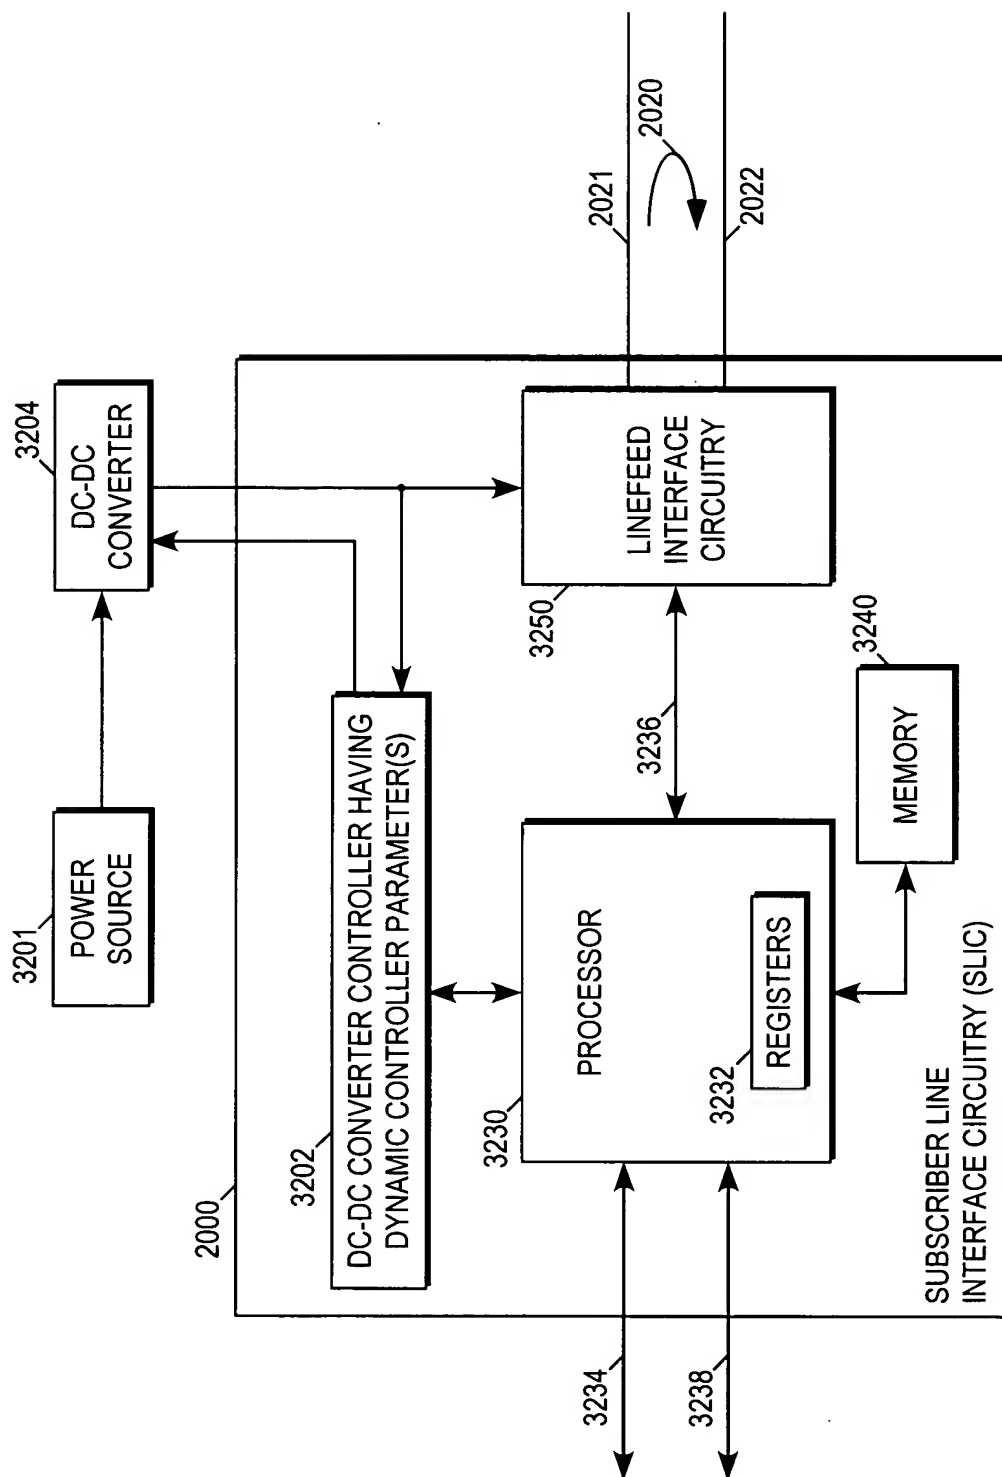 3201
POWER
SOURCE
3204
DC-DC
CONVERTER
2000
3202
DC-DC CONVERTER CONTROLLER HAVING
DYNAMIC CONTROLLER PARAMETER(S)
3234
3238
3230
PROCESSOR
3232
REGISTERS
3236
3250
LINEFEED
INTERFACE
CIRCUITRY
2021
2020
2022
3240
MEMORY
SUBSCRIBER LINE
INTERFACE CIRCUITRY (SLIC)